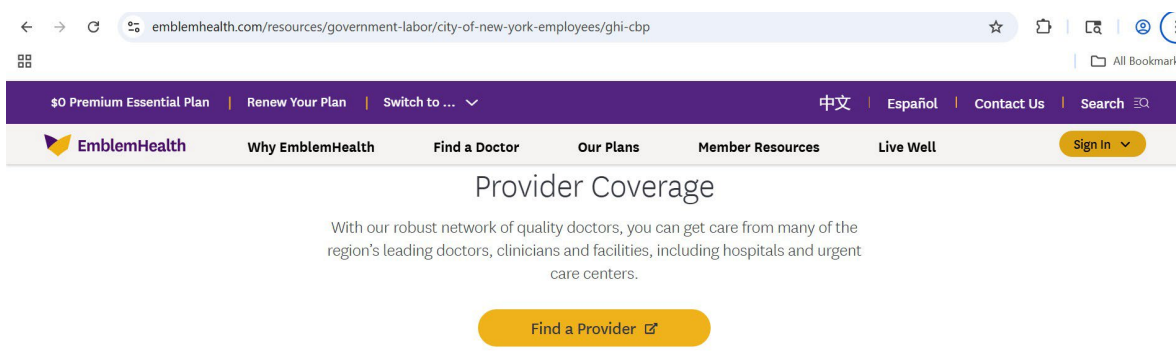 emblemhealth.com/resources/government-labor/city-of-new-york-employees/ghi-cbp
All Bookmark
$0 Premium Essential Plan | Renew Your Plan | Switch to ... 中文 | Español | Contact Us | Search
EmblemHealth Why EmblemHealth Find a Doctor Our Plans Member Resources Live Well Sign In
Provider Coverage
With our robust network of quality doctors, you can get care from many of the
region's leading doctors, clinicians and facilities, including hospitals and urgent
care centers.
Find a Provider